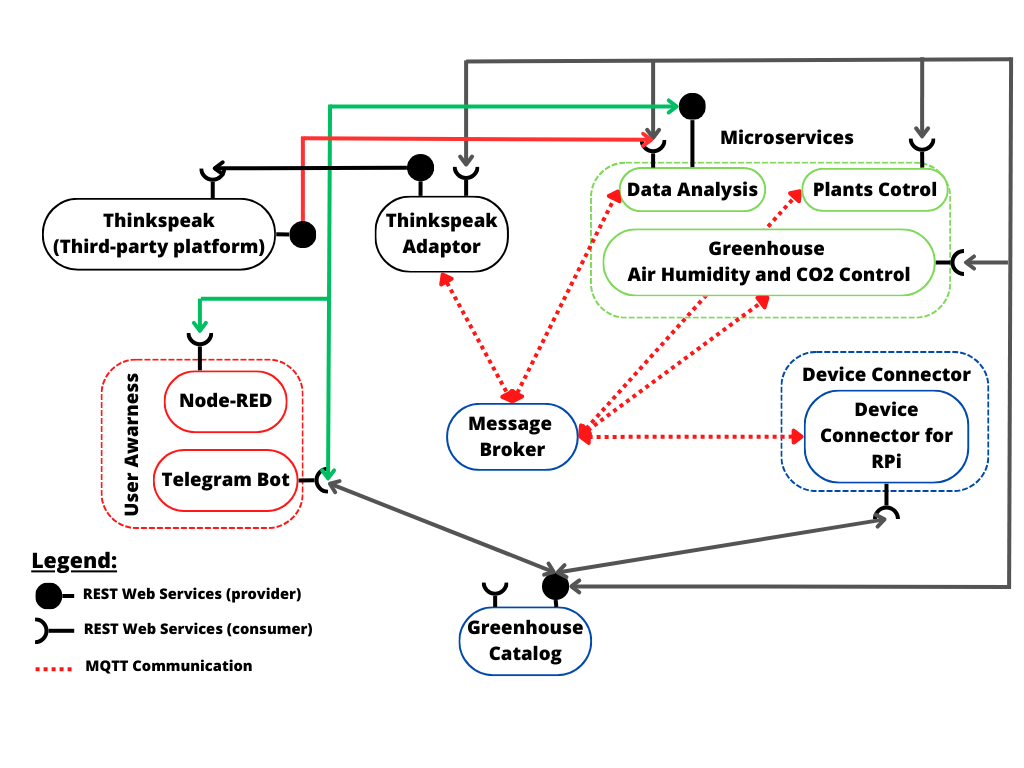 Microservices
Thinkspeak
(Third-party platform)
Thinkspeak
Adaptor
Data Analysis
Plants Cotrol
Greenhouse
Air Humidity and CO2 Control
User Awarness
Node-RED
Telegram Bot
Message
Broker
Device Connector
Device
Connector for
RPi
Greenhouse
Catalog
Legend:
REST Web Services (provider)
REST Web Services (consumer)
MQTT Communication